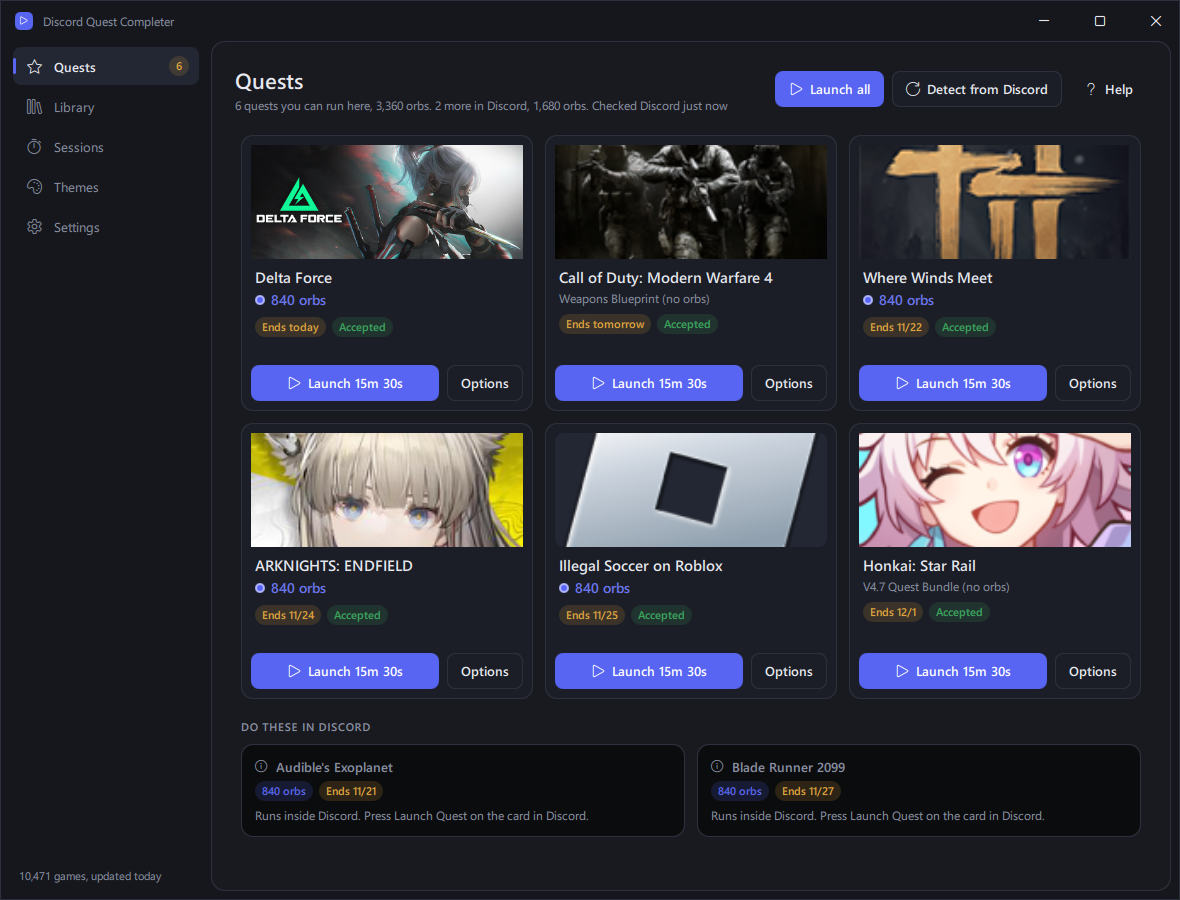 Discord Quest Completer
Quests
6
Library
Sessions
Themes
Settings
10,471 games, updated today
Quests
6 quests you can run here, 3,360 orbs. 2 more in Discord, 1,680 orbs. Checked Discord just now
Launch all
Detect from Discord
? Help
DELTA FORCE
Delta Force
840 orbs
Ends today
Accepted
Launch 15m 30s
Options
Call of Duty: Modern Warfare 4
Weapons Blueprint (no orbs)
Ends tomorrow
Accepted
Launch 15m 30s
Options
Where Winds Meet
840 orbs
Ends 11/22
Accepted
Launch 15m 30s
Options
ARKNIGHTS: ENDFIELD
840 orbs
Ends 11/24
Accepted
Launch 15m 30s
Options
Illegal Soccer on Roblox
840 orbs
Ends 11/25
Accepted
Launch 15m 30s
Options
Honkai: Star Rail
V4.7 Quest Bundle (no orbs)
Ends 12/1
Accepted
Launch 15m 30s
Options
DO THESE IN DISCORD
Audible's Exoplanet
840 orbs
Ends 11/21
Runs inside Discord. Press Launch Quest on the card in Discord.
Blade Runner 2099
840 orbs
Ends 11/27
Runs inside Discord. Press Launch Quest on the card in Discord.